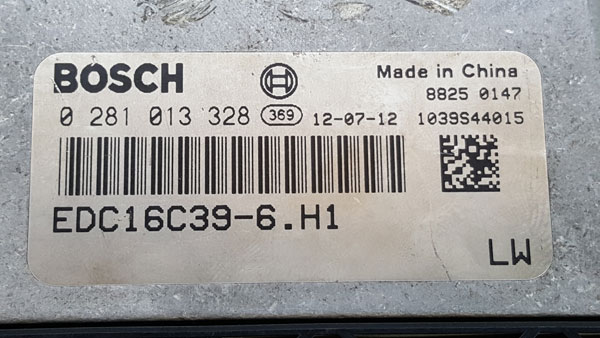 BOSCH Made in China
8825 0147
0 281 013 328 369 12-07-12 1039S44015
EDC16C39-6.H1
LW